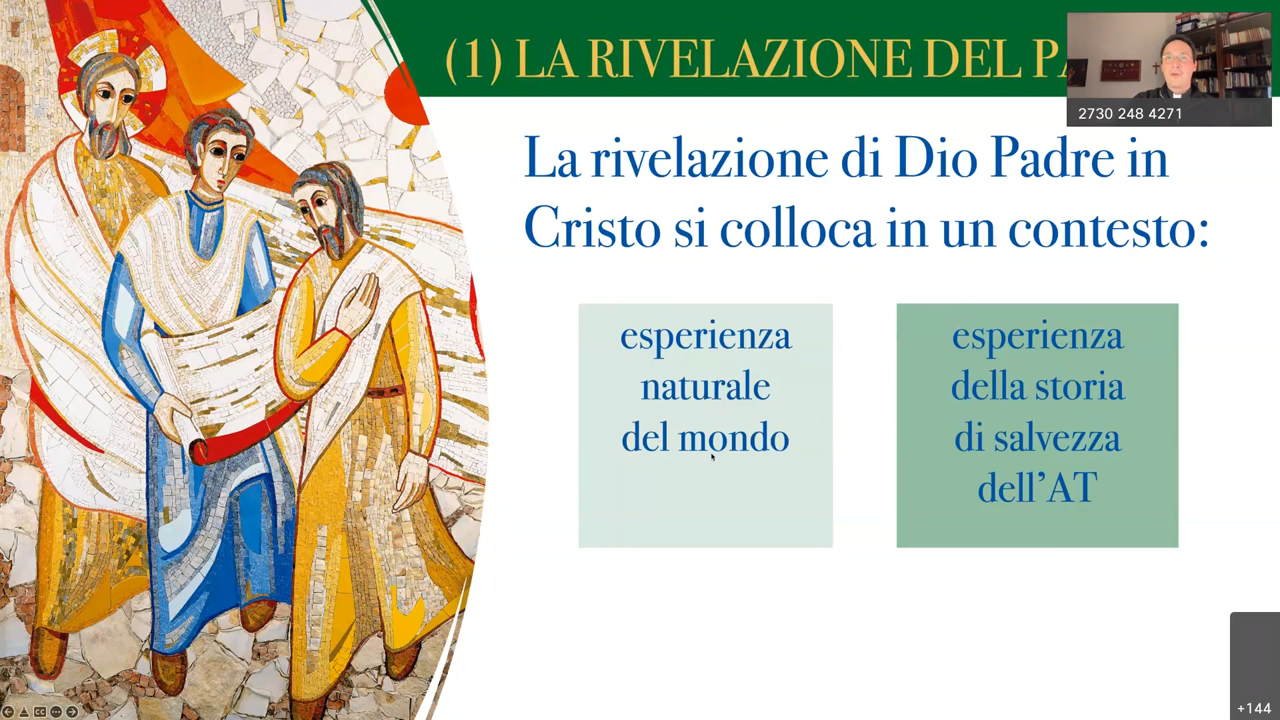 (1) LA RIVELAZIONE DEL
2730 248 4271
La rivelazione di Dio Padre in
Cristo si colloca in un contesto:
esperienza
naturale
del mondo
esperienza
della storia
di salvezza
dell’AT
+144